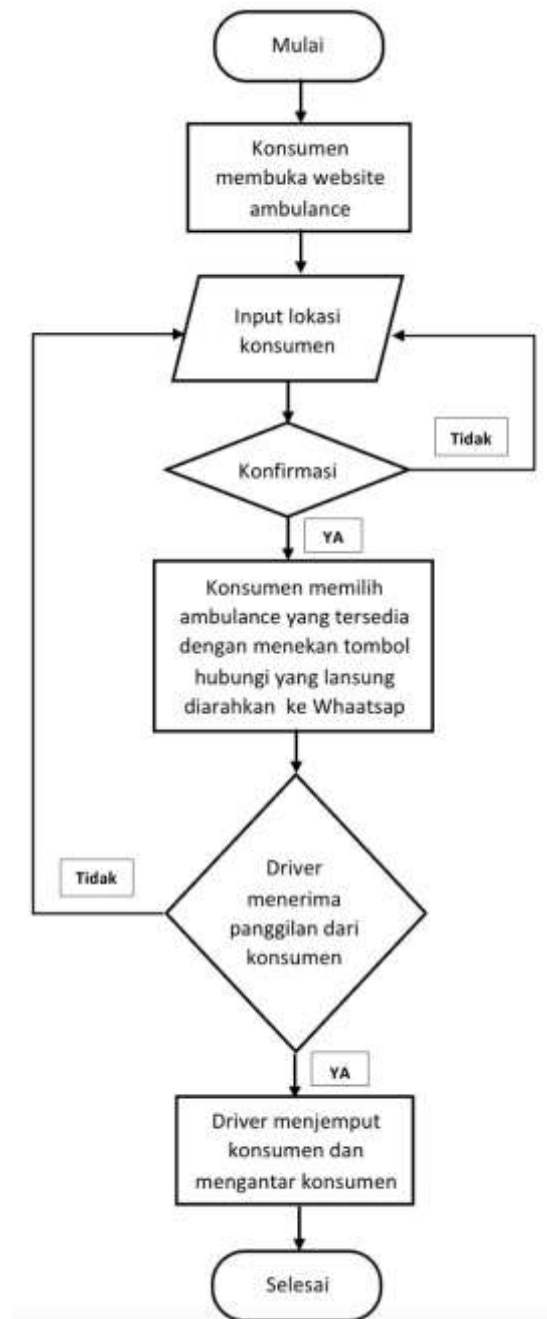 Mulai
Konsumen
membuka website
ambulance
Input lokasi
konsumen
Konfirmasi
Tidak
YA
Konsumen memilih
ambulance yang tersedia
dengan menekan tombol
hubungi yang lansung
diarahkan ke Whaatsap
Driver
menerima
panggilan dari
konsumen
Tidak
YA
Driver menjemput
konsumen dan
mengantar konsumen
Selesai